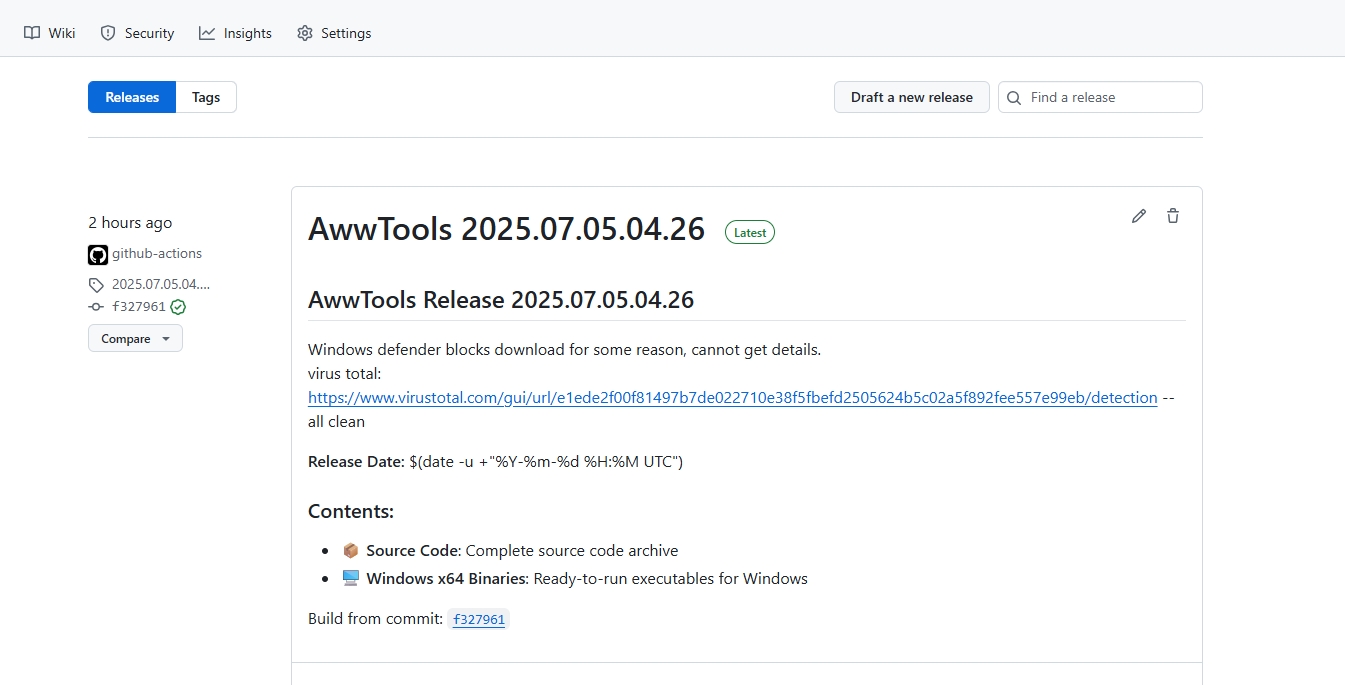 Wiki Security Insights Settings
Releases Tags Draft a new release Find a release
2 hours ago
github-actions
2025.07.05.04....
f327961
Compare
AwwTools 2025.07.05.04.26 Latest
AwwTools Release 2025.07.05.04.26
Windows defender blocks download for some reason, cannot get details.
virus total:
https://www.virustotal.com/gui/url/e1ede2f00f81497b7de022710e38f5fbefd2505624b5c02a5f892fee557e99eb/detection --
all clean
Release Date: $(date -u +"%Y-%m-%d %H:%M UTC")
Contents:
📦 Source Code: Complete source code archive
🖥️ Windows x64 Binaries: Ready-to-run executables for Windows
Build from commit: f327961